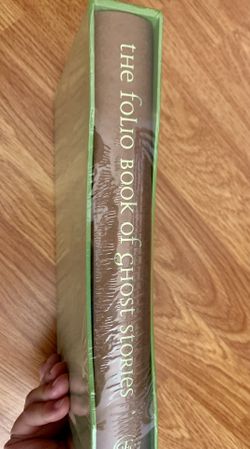 THE FOLIO BOOK OF GHOST STORIES